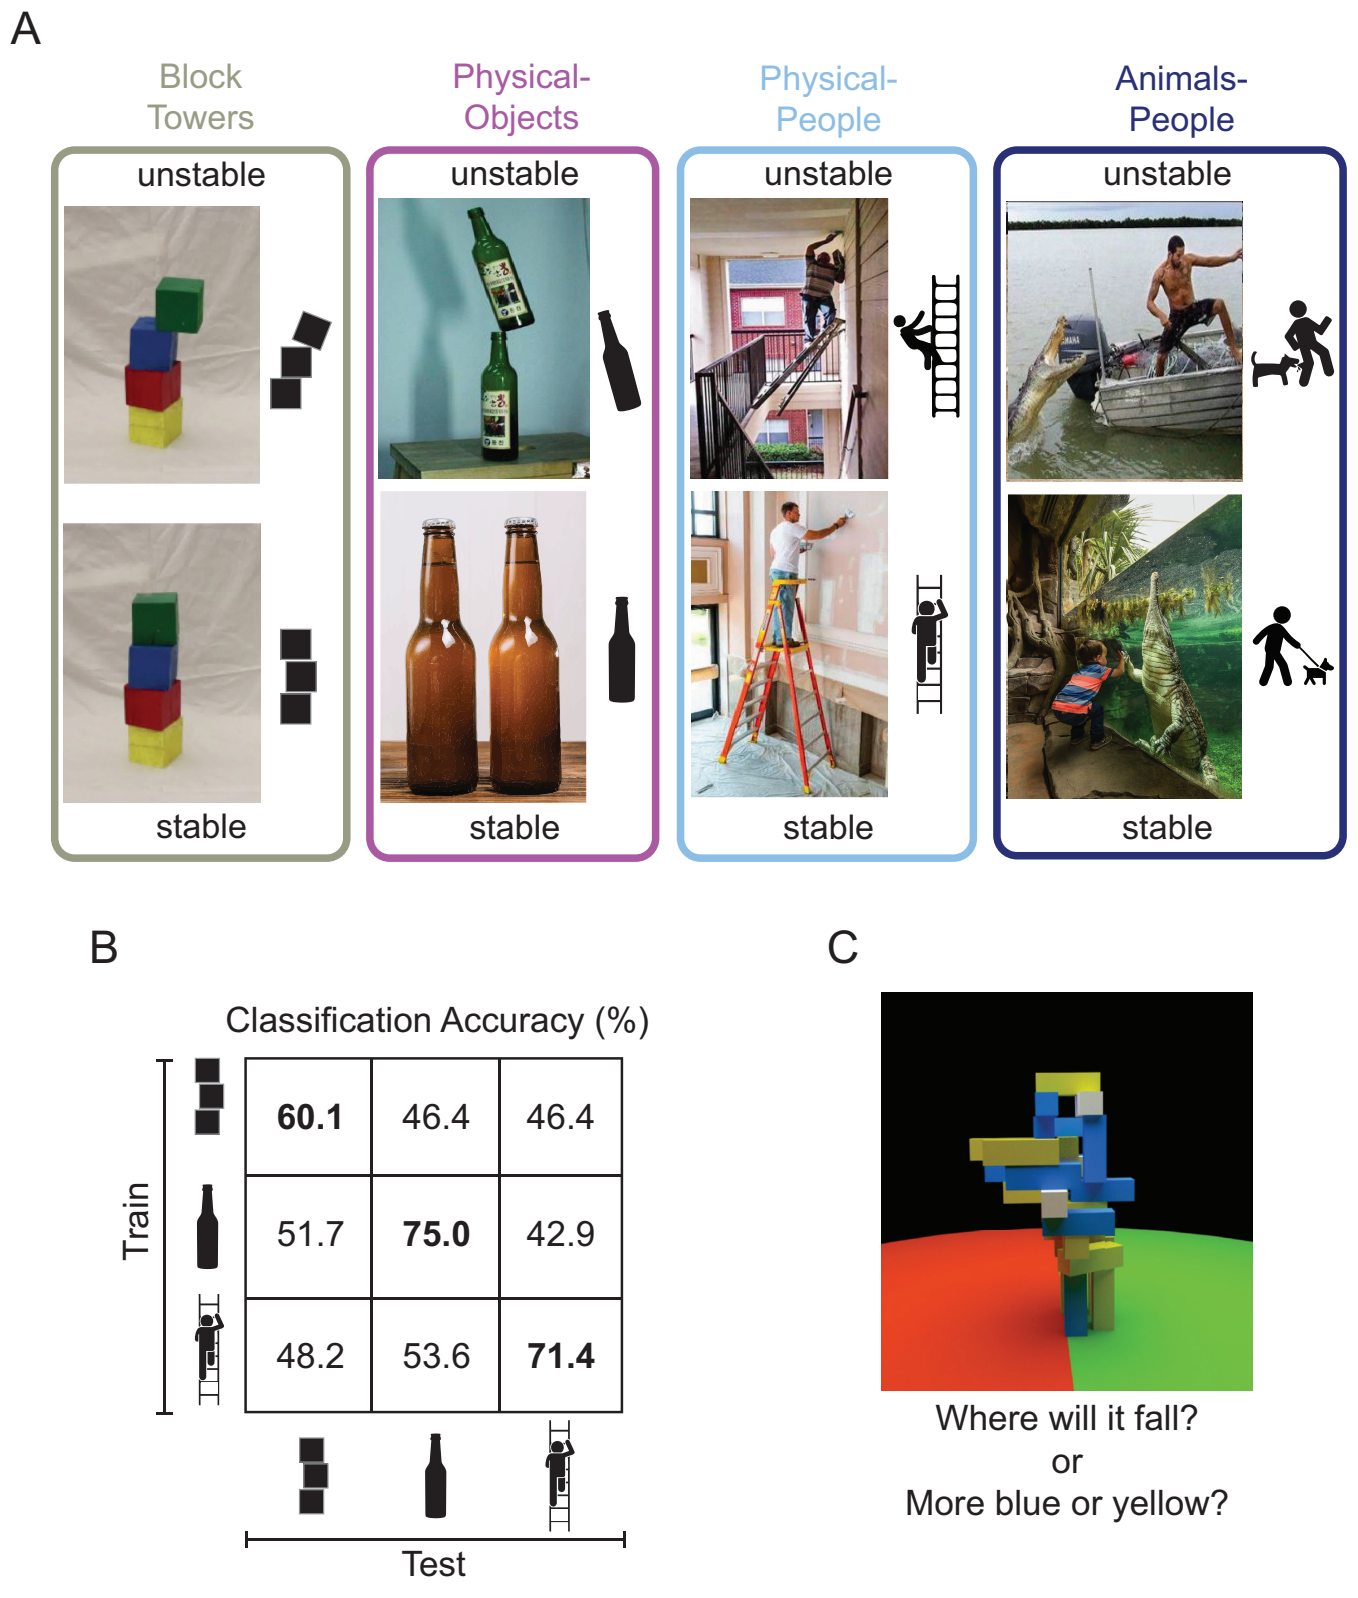 A
Block
Towers
Physical-
Objects
Physical-
People
Animals-
People
unstable
unstable
unstable
unstable
YAMAHA
stable
stable
stable
stable
B
C
Classification Accuracy (%)
Train
60.1 46.4 46.4
51.7 75.0 42.9
48.2 53.6 71.4
Test
Where will it fall?
or
More blue or yellow?